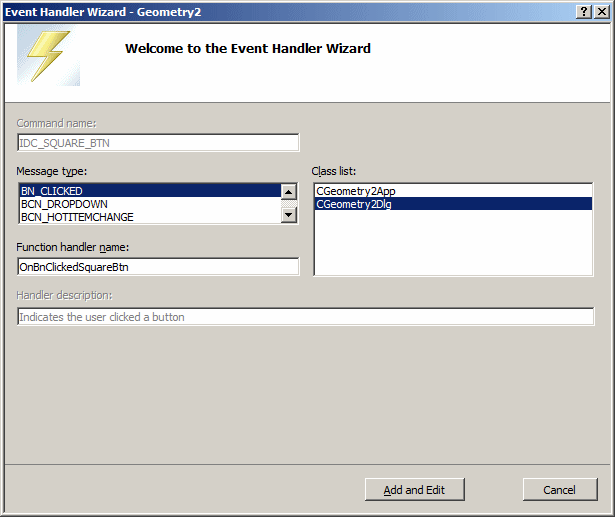 Event Handler Wizard - Geometry2
Welcome to the Event Handler Wizard
Command name:
IDC_SQUARE_BTN
Message type:
BN_CLICKED
BCN_DROPDOWN
BCN_HOTITEMCHANGE
Class list:
CGeometry2App
CGeometry2Dlg
Function handler name:
OnBnClickedSquareBtn
Handler description:
Indicates the user clicked a button
Add and Edit
Cancel